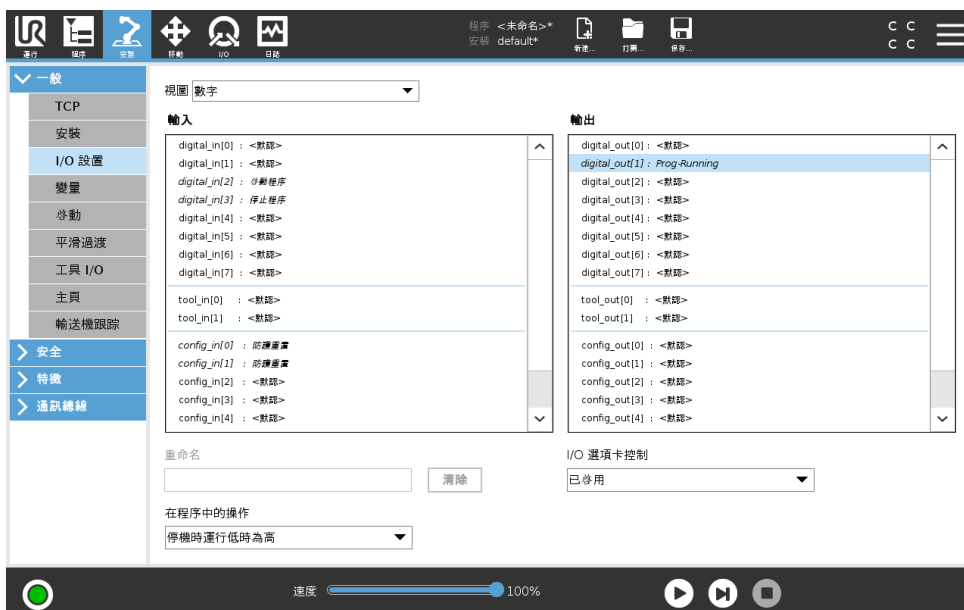 UR
程序 <未命名>*
安裝 default*
C C
C C
運行 程序 安裝 移動 I/O 日誌 新建... 打開... 保存...
一般
TCP
安裝
I/O 設置
變量
啓動
平滑過渡
工具 I/O
主頁
輸送機跟踪
安全
特徵
通訊總線
視圖 數字
輸入
digital_in[0] : <默認>
digital_in[1] : <默認>
digital_in[2] : 啓動程序
digital_in[3] : 停止程序
digital_in[4] : <默認>
digital_in[5] : <默認>
digital_in[6] : <默認>
digital_in[7] : <默認>
tool_in[0] : <默認>
tool_in[1] : <默認>
config_in[0] : 防護重置
config_in[1] : 防護重置
config_in[2] : <默認>
config_in[3] : <默認>
config_in[4] : <默認>
輸出
digital_out[0] : <默認>
digital_out[1] : Prog-Running
digital_out[2] : <默認>
digital_out[3] : <默認>
digital_out[4] : <默認>
digital_out[5] : <默認>
digital_out[6] : <默認>
digital_out[7] : <默認>
tool_out[0] : <默認>
tool_out[1] : <默認>
config_out[0] : <默認>
config_out[1] : <默認>
config_out[2] : <默認>
config_out[3] : <默認>
config_out[4] : <默認>
重命名
清除
I/O 選項卡控制
已啓用
在程序中的操作
停機時運行低時為高
速度 100%